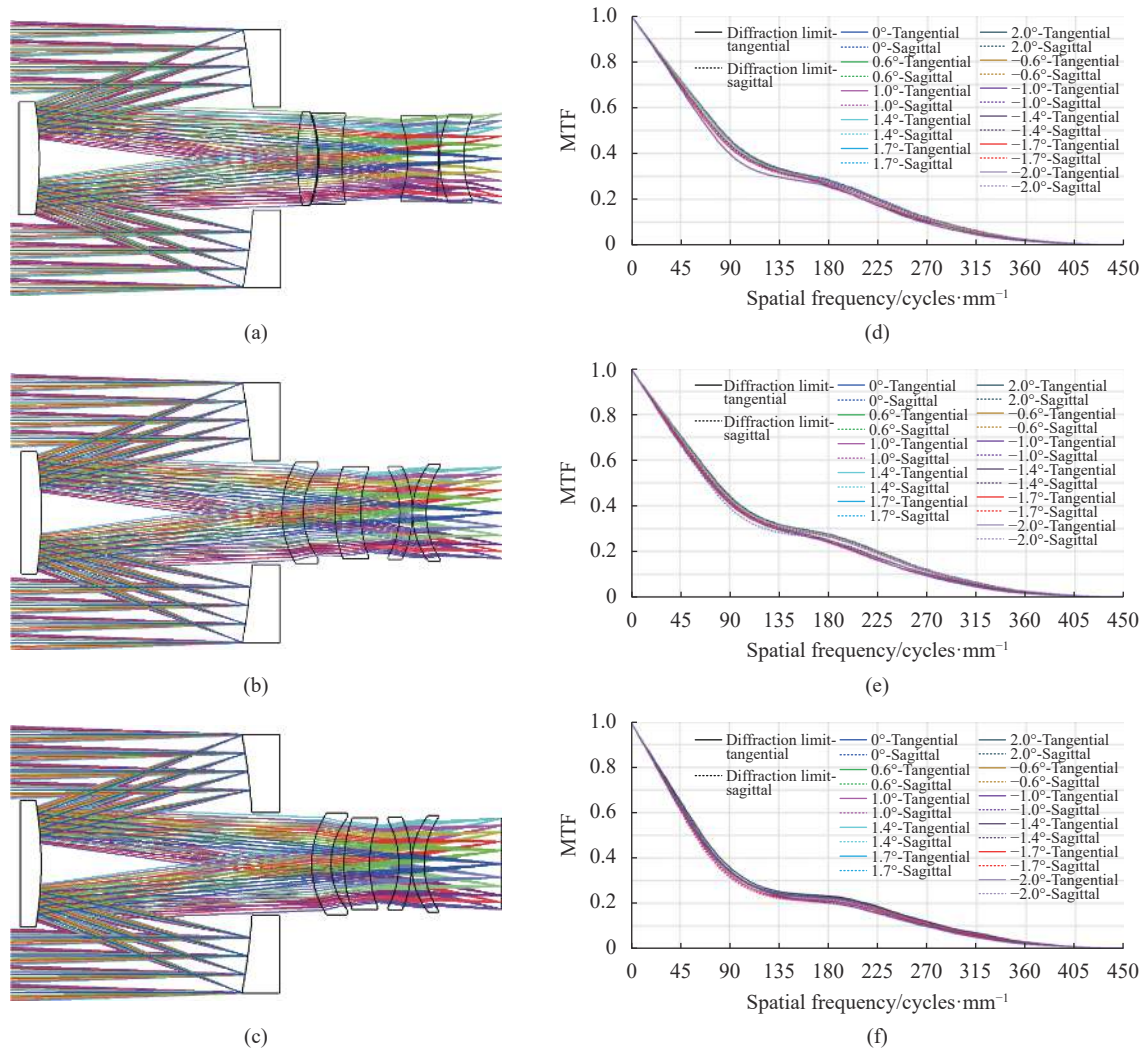 (a)
1.0
0.8
0.6
0.4
0.2
0
MTF
Diffraction limit-
tangential
Diffraction limit-
sagittal
0°-Tangential
0°-Sagittal
0.6°-Tangential
0.6°-Sagittal
1.0°-Tangential
1.0°-Sagittal
1.4°-Tangential
1.4°-Sagittal
1.7°-Tangential
1.7°-Sagittal
2.0°-Tangential
2.0°-Sagittal
−0.6°-Tangential
−0.6°-Sagittal
−1.0°-Tangential
−1.0°-Sagittal
−1.4°-Tangential
−1.4°-Sagittal
−1.7°-Tangential
−1.7°-Sagittal
−2.0°-Tangential
−2.0°-Sagittal
0 45 90 135 180 225 270 315 360 405 450
Spatial frequency/cycles·mm⁻¹
(d)
(b)
1.0
0.8
0.6
0.4
0.2
0
MTF
Diffraction limit-
tangential
Diffraction limit-
sagittal
0°-Tangential
0°-Sagittal
0.6°-Tangential
0.6°-Sagittal
1.0°-Tangential
1.0°-Sagittal
1.4°-Tangential
1.4°-Sagittal
1.7°-Tangential
1.7°-Sagittal
2.0°-Tangential
2.0°-Sagittal
−0.6°-Tangential
−0.6°-Sagittal
−1.0°-Tangential
−1.0°-Sagittal
−1.4°-Tangential
−1.4°-Sagittal
−1.7°-Tangential
−1.7°-Sagittal
−2.0°-Tangential
−2.0°-Sagittal
0 45 90 135 180 225 270 315 360 405 450
Spatial frequency/cycles·mm⁻¹
(e)
(c)
1.0
0.8
0.6
0.4
0.2
0
MTF
Diffraction limit-
tangential
Diffraction limit-
sagittal
0°-Tangential
0°-Sagittal
0.6°-Tangential
0.6°-Sagittal
1.0°-Tangential
1.0°-Sagittal
1.4°-Tangential
1.4°-Sagittal
1.7°-Tangential
1.7°-Sagittal
2.0°-Tangential
2.0°-Sagittal
−0.6°-Tangential
−0.6°-Sagittal
−1.0°-Tangential
−1.0°-Sagittal
−1.4°-Tangential
−1.4°-Sagittal
−1.7°-Tangential
−1.7°-Sagittal
−2.0°-Tangential
−2.0°-Sagittal
0 45 90 135 180 225 270 315 360 405 450
Spatial frequency/cycles·mm⁻¹
(f)